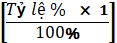 [Tỷ lệ % × 1]
100%